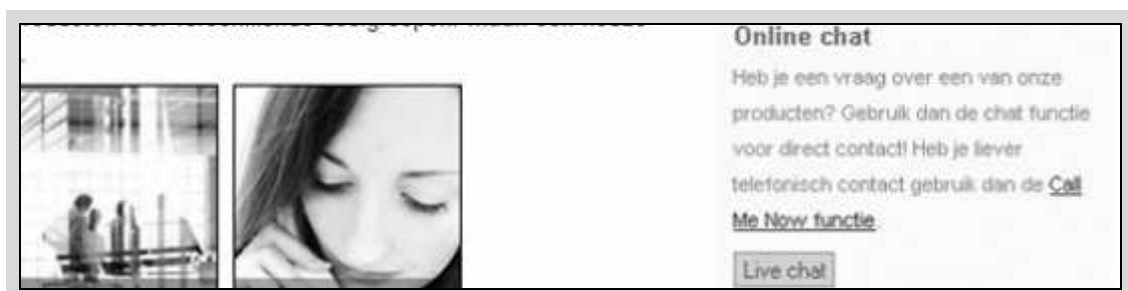 Online chat
Heb je een vraag over een van onze
producten? Gebruik dan de chat functie
voor direct contact! Heb je liever
telefonisch contact gebruik dan de Call
Me Now functie
Live chat